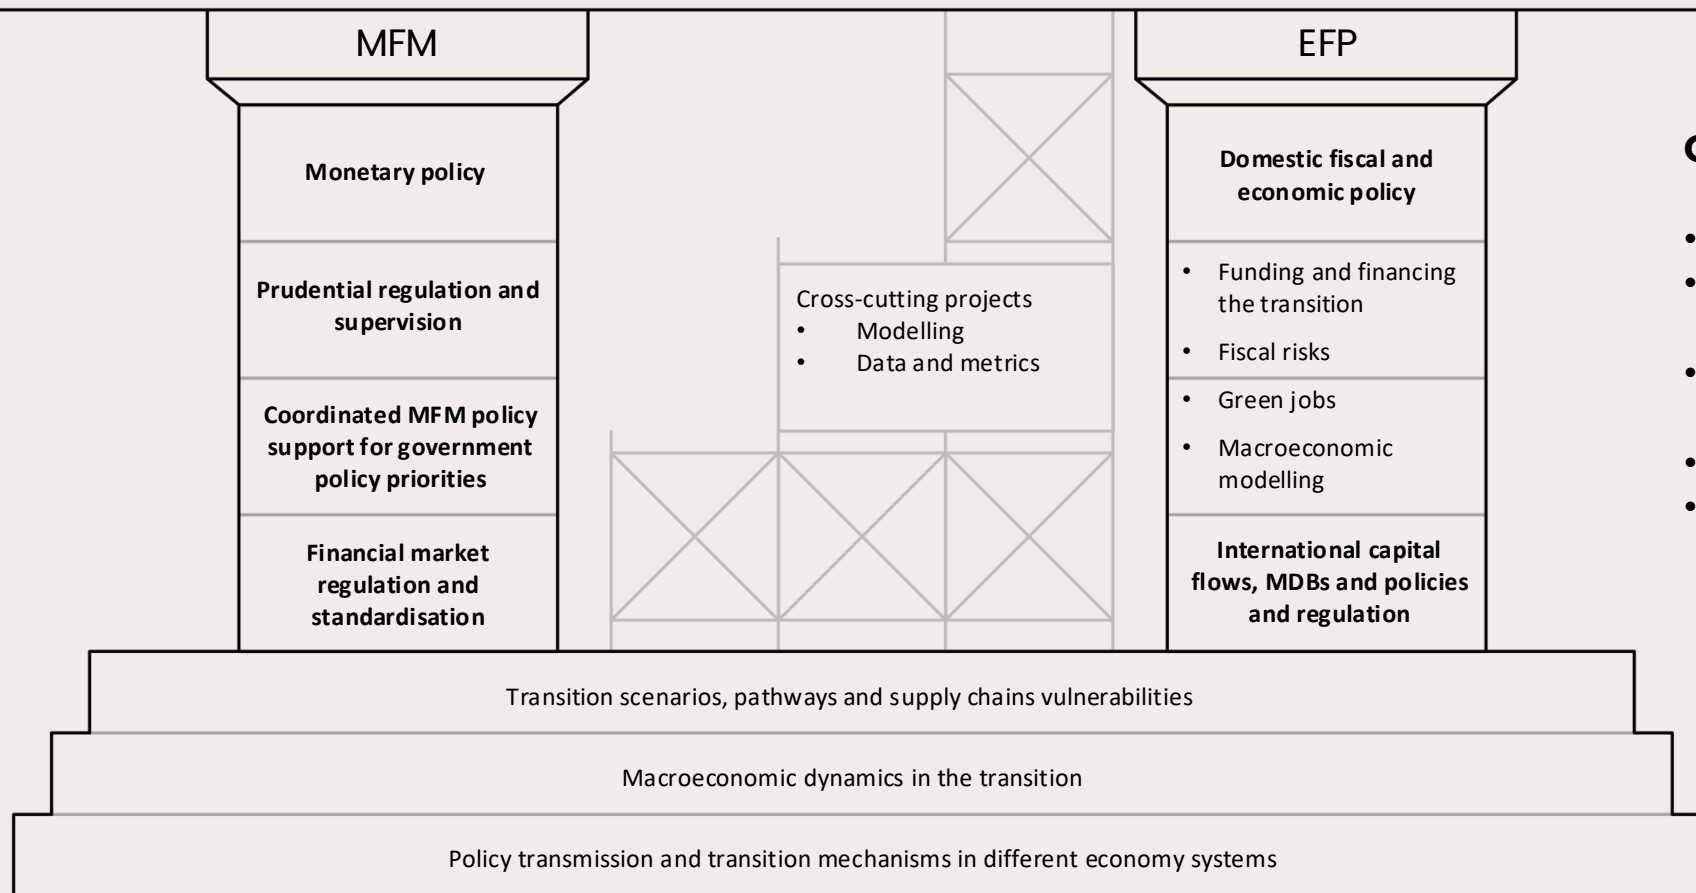 MFM
Monetary policy
Prudential regulation and
supervision
Coordinated MFM policy
support for government
policy priorities
Financial market
regulation and
standardisation
Cross-cutting projects
• Modelling
• Data and metrics
EFP
Domestic fiscal and
economic policy
• Funding and financing
the transition
• Fiscal risks
• Green jobs
• Macroeconomic
modelling
International capital
flows, MDBs and policies
and regulation
Transition scenarios, pathways and supply chains vulnerabilities
Macroeconomic dynamics in the transition
Policy transmission and transition mechanisms in different economy systems